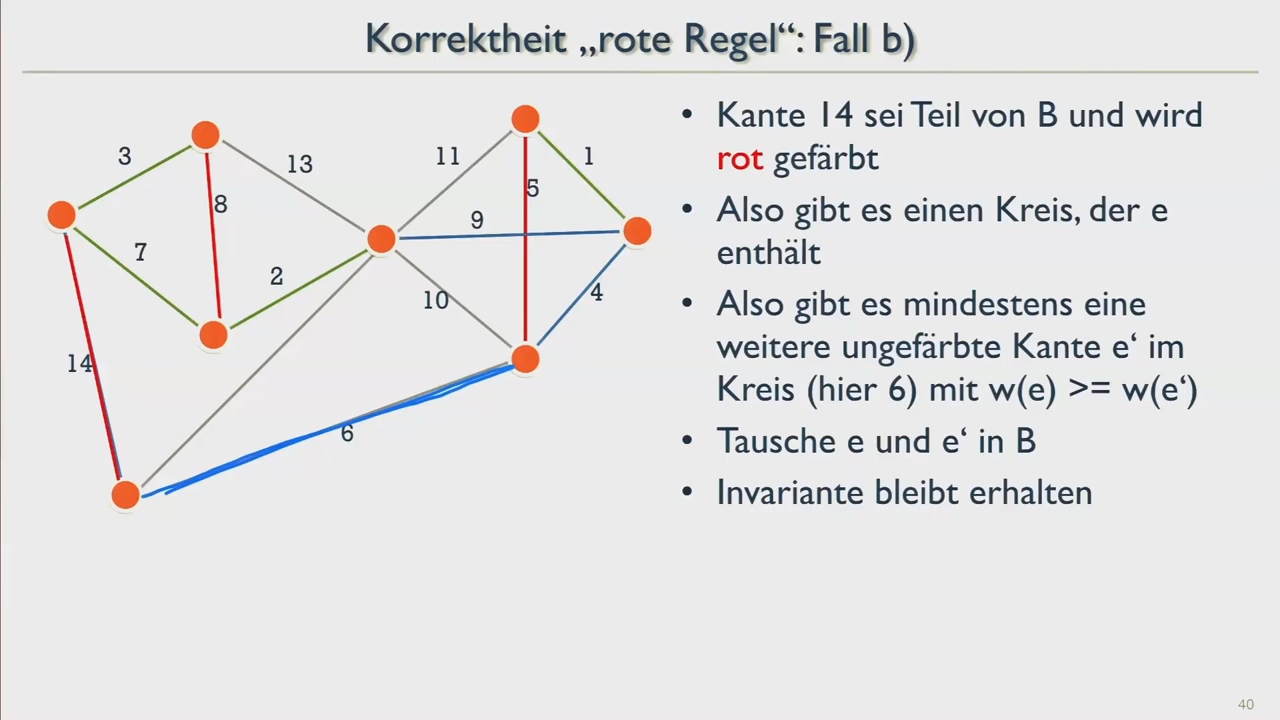 Korrektheit „rote Regel“: Fall b)
3
13
11
1
8
5
9
7
2
10
4
14
6
• Kante 14 sei Teil von B und wird
rot gefärbt
• Also gibt es einen Kreis, der e
enthält
• Also gibt es mindestens eine
weitere ungefärbte Kante e‘ im
Kreis (hier 6) mit w(e) >= w(e‘)
• Tausche e und e‘ in B
• Invariante bleibt erhalten
40